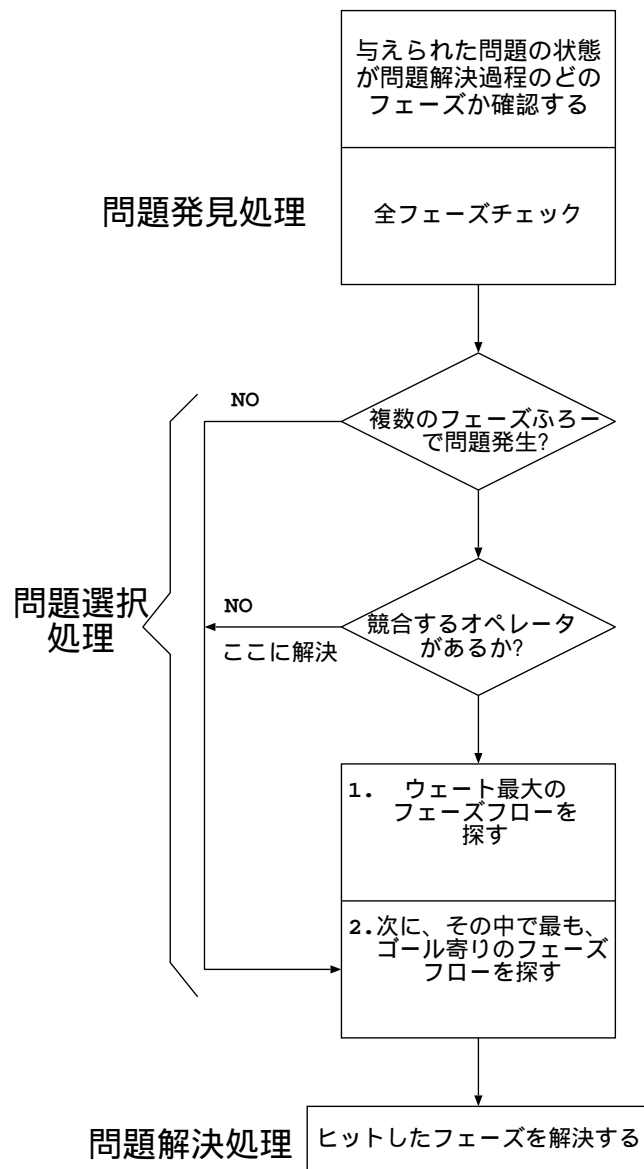 与えられた問題の状態
が問題解決過程のどの
フェーズか確認する
問題発見処理
全フェーズチェック
NO
複数のフェーズふろー
で問題発生?
問題選択
処理
NO
ここに解決
競合するオペレータ
があるか?
1. ウェート最大の
フェーズフローを
探す
2.次に、その中で最も、
ゴール寄りのフェーズ
フローを探す
問題解決処理
ヒットしたフェーズを解決する